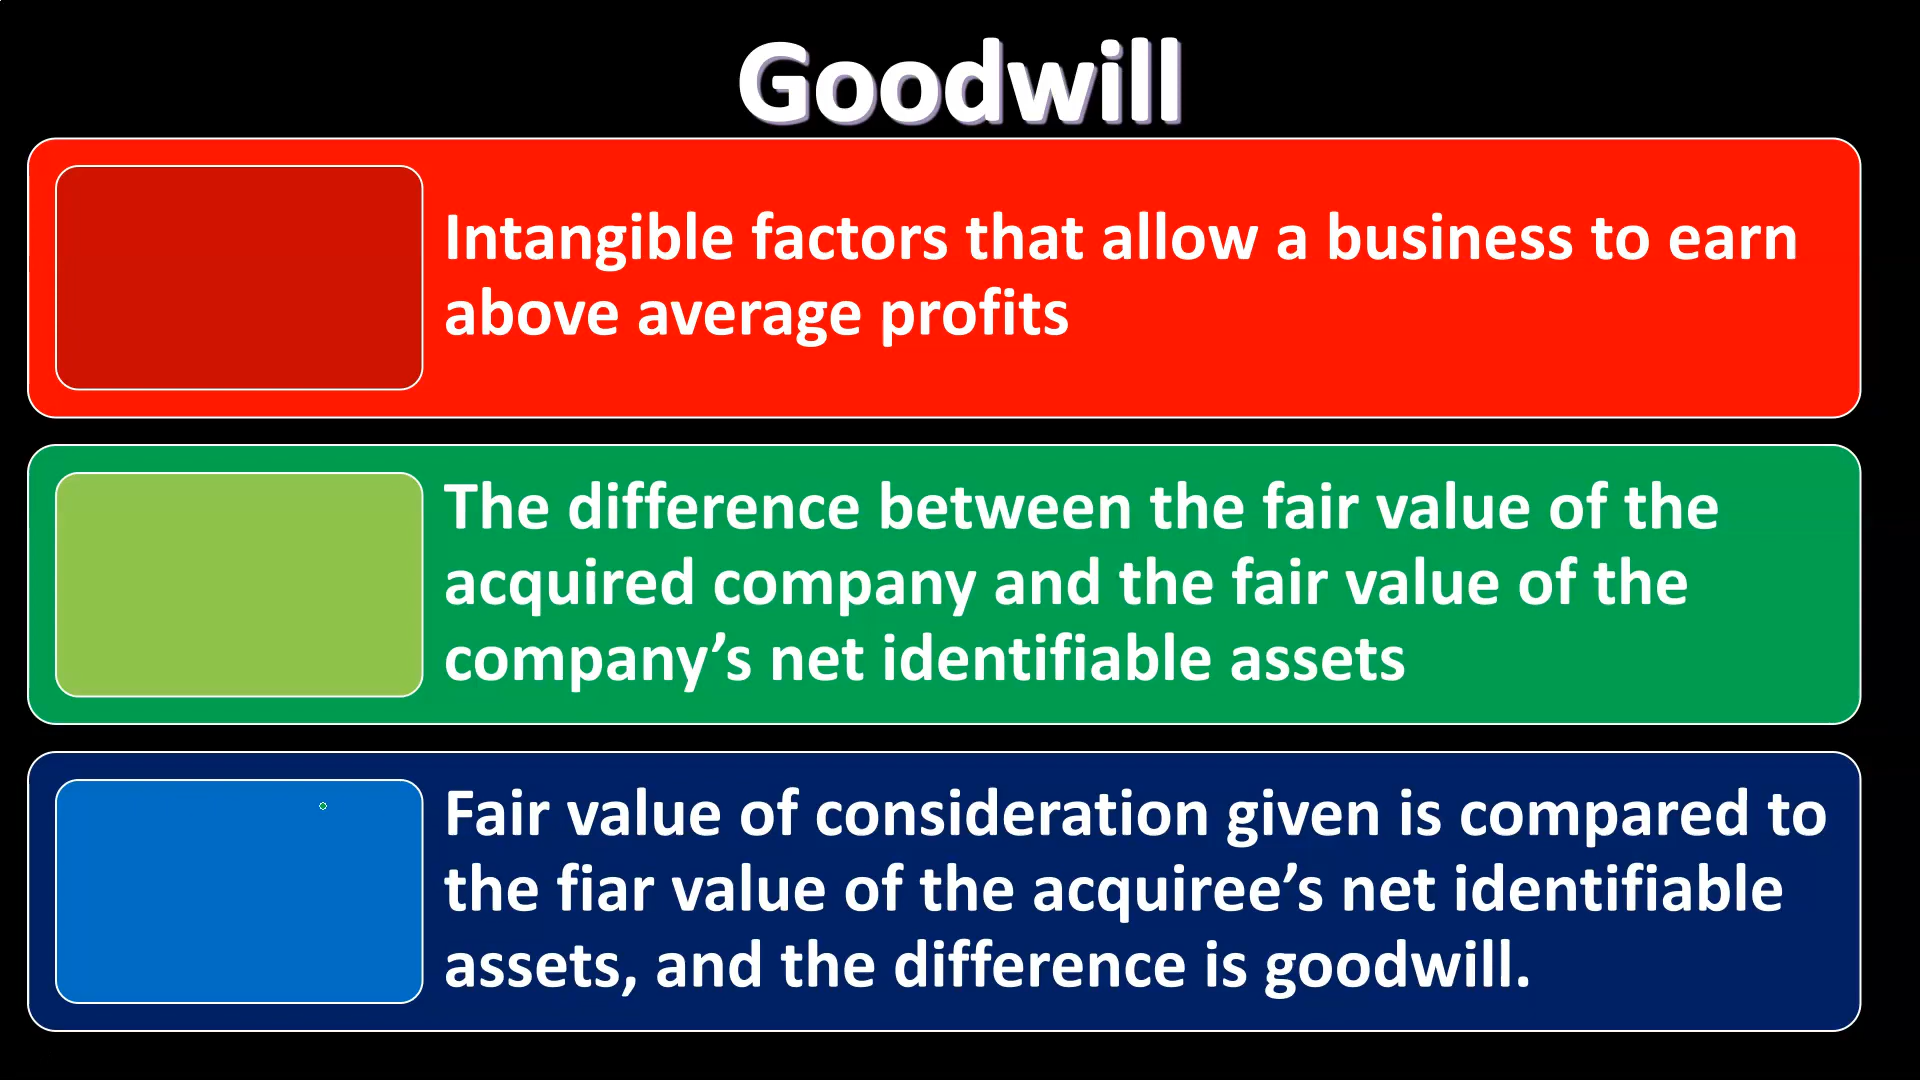 Goodwill
Intangible factors that allow a business to earn
above average profits
The difference between the fair value of the
acquired company and the fair value of the
company’s net identifiable assets
Fair value of consideration given is compared to
the fiar value of the acquiree’s net identifiable
assets, and the difference is goodwill.